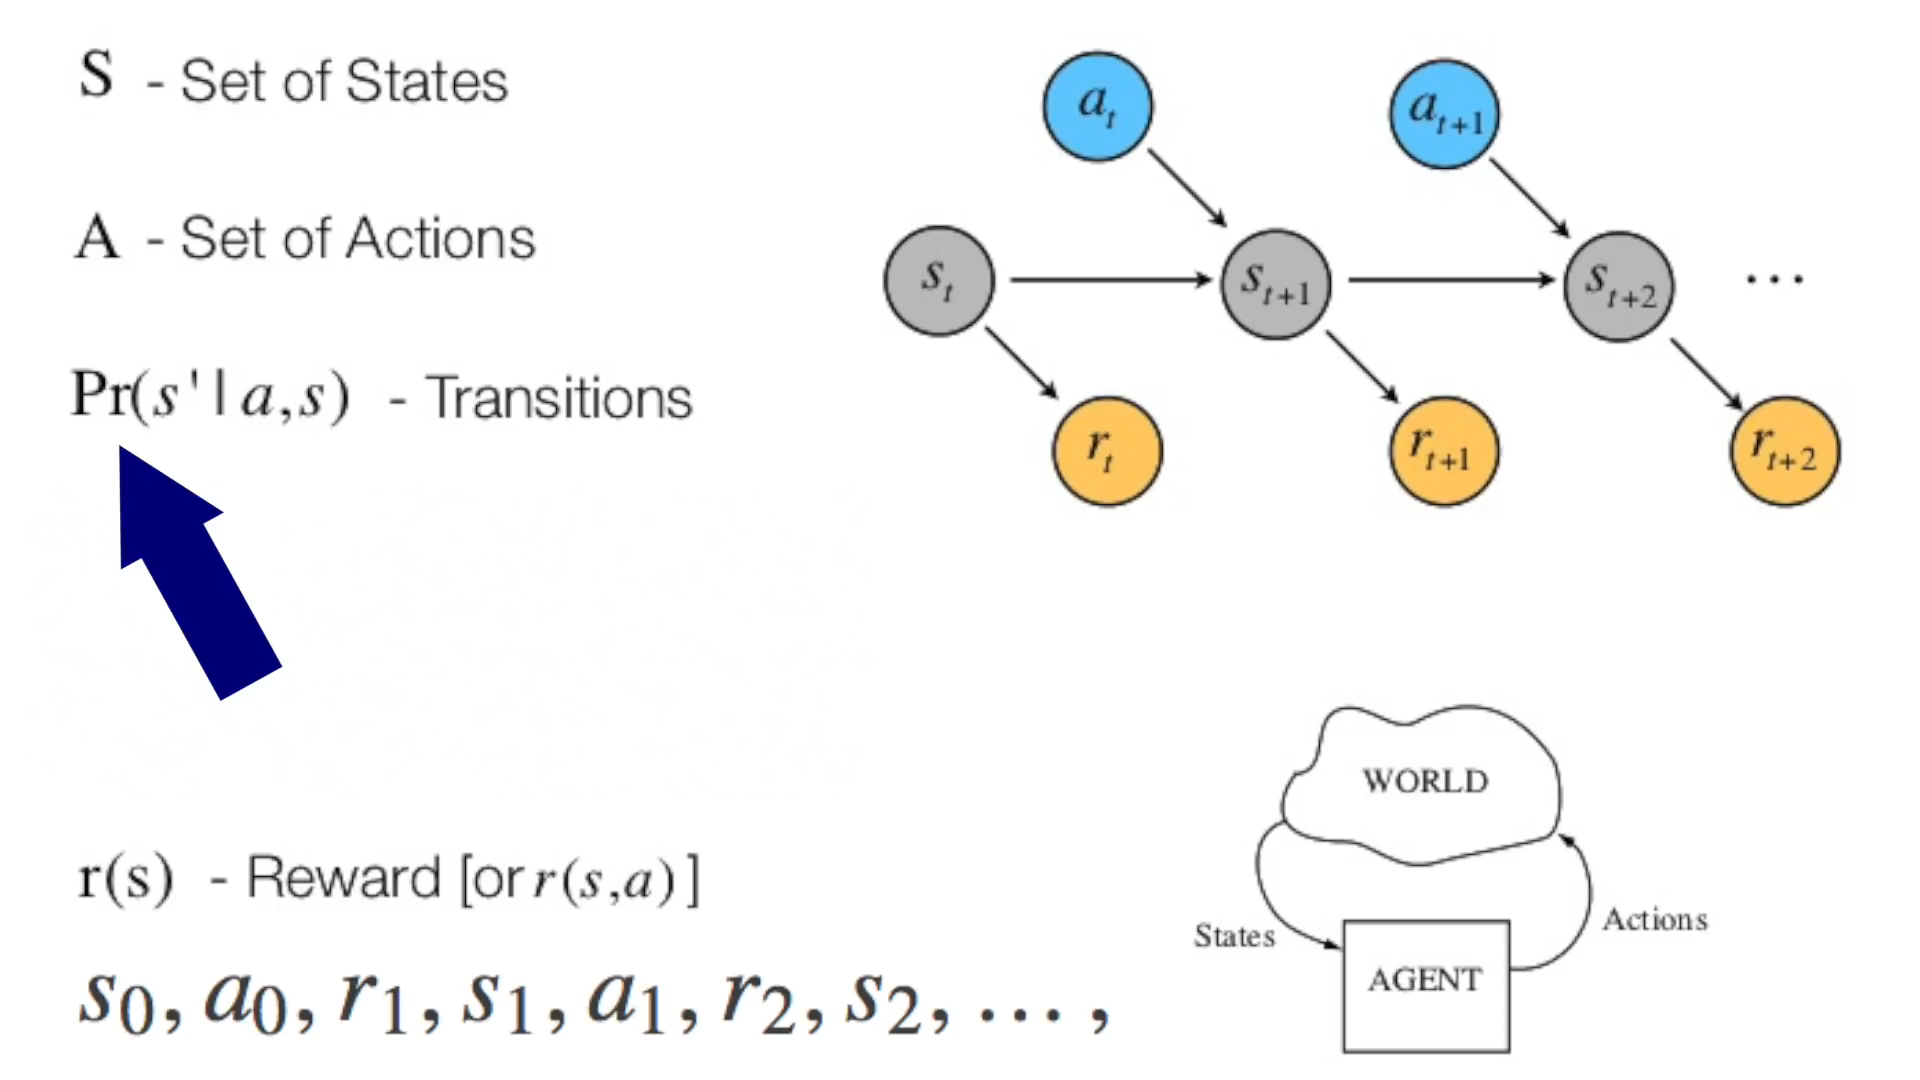 S - Set of States
A - Set of Actions
Pr(s'|a,s) - Transitions
r(s) - Reward [or r(s,a)]
s₀, a₀, r₁, s₁, a₁, r₂, s₂, ... ,
aₜ
aₜ₊₁
sₜ
sₜ₊₁
sₜ₊₂
...
rₜ
rₜ₊₁
rₜ₊₂
WORLD
States
Actions
AGENT